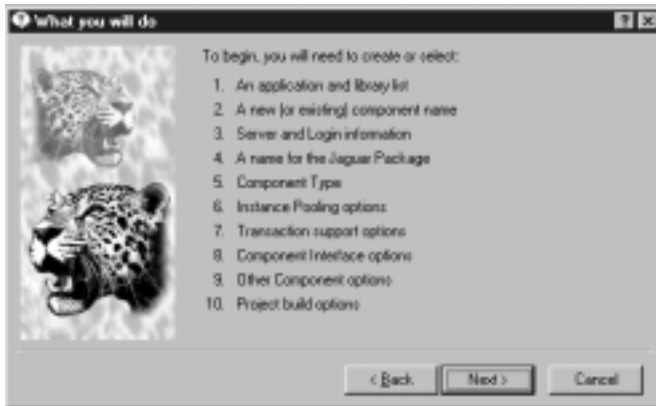 What you will do
To begin, you will need to create or select:
1. An application and library list
2. A new (or existing) component name
3. Server and Login information
4. A name for the Jaguar Package
5. Component Type
6. Instance Pooling options
7. Transaction support options
8. Component Interface options
9. Other Component options
10. Project build options
< Back Next > Cancel